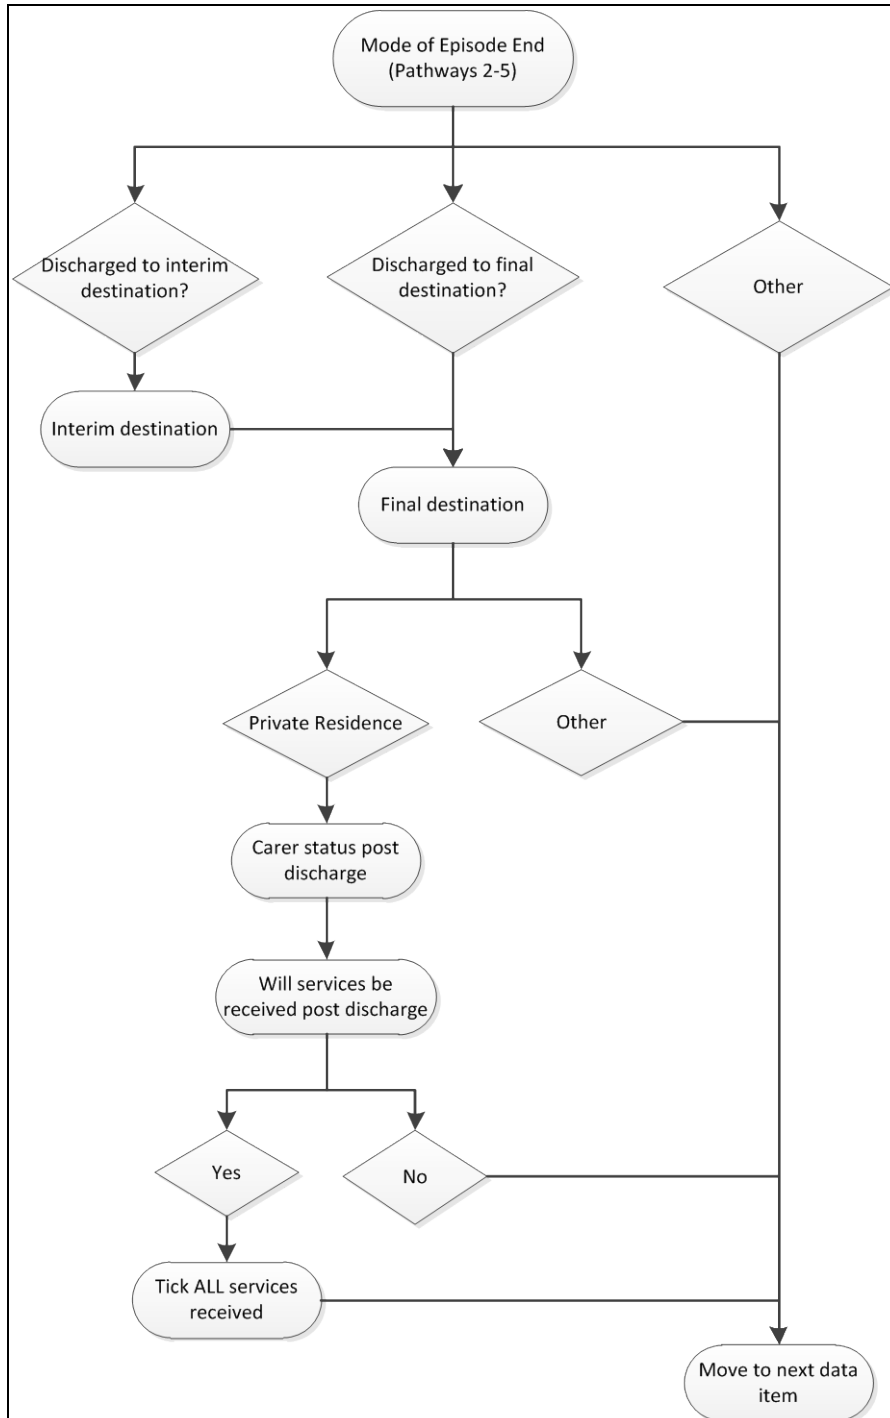 Mode of Episode End
(Pathways 2-5)
Discharged to interim
destination?
Discharged to final
destination?
Other
Interim destination
Final destination
Private Residence
Other
Carer status post
discharge
Will services be
received post discharge
Yes
No
Tick ALL services
received
Move to next data
item